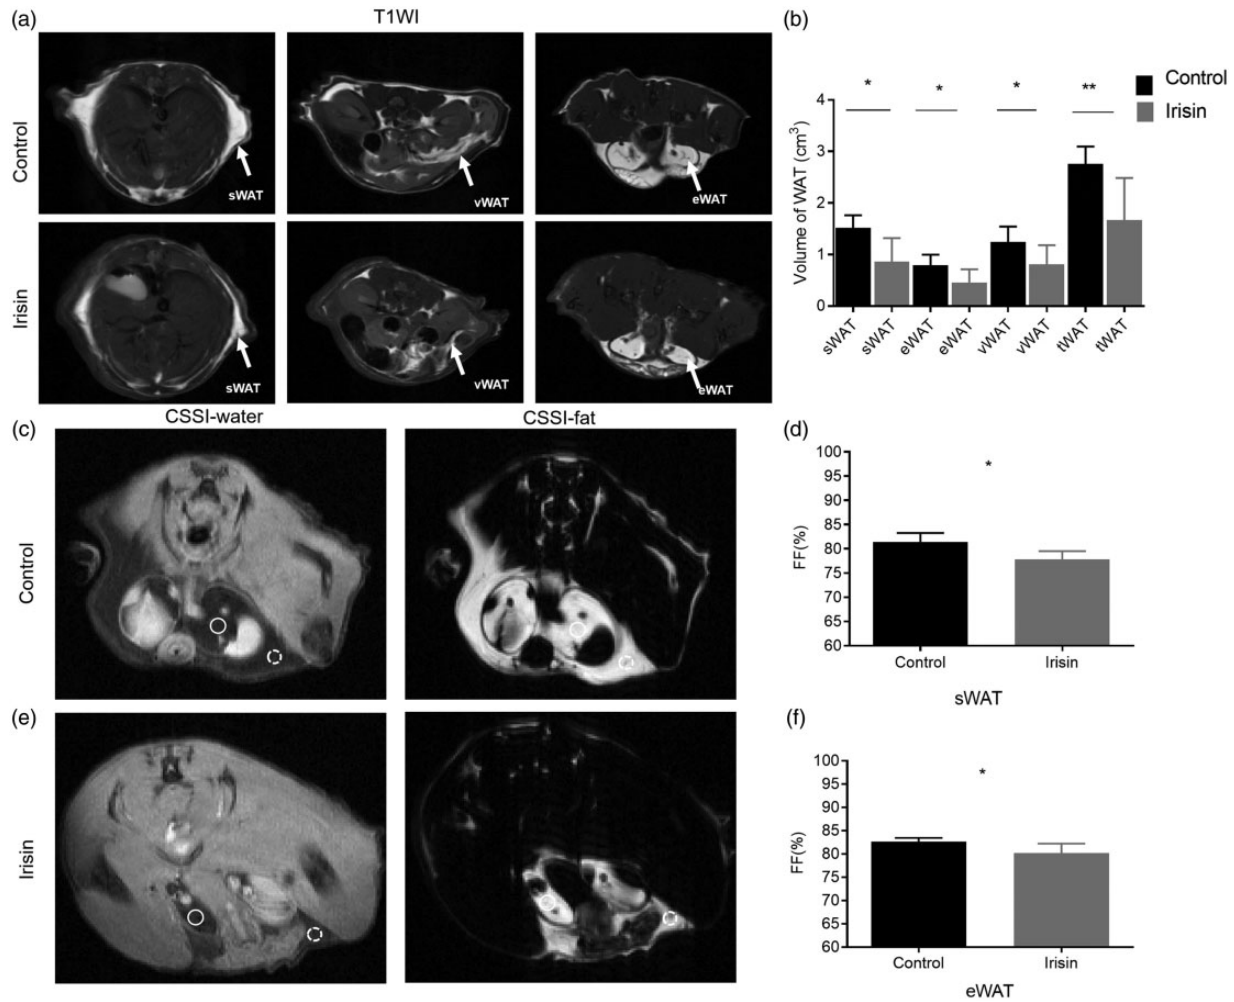 (a)
T1WI
Control
sWAT
vWAT
eWAT
Irisin
sWAT
vWAT
eWAT
(b)
Control
Irisin
* * * **
Volume of WAT (cm³)
4
3
2
1
0
sWAT sWAT eWAT eWAT vWAT vWAT tWAT tWAT
CSSI-water
CSSI-fat
(c)
Control
(d)
*
FF(%)
100
95
90
85
80
75
70
65
60
Control Irisin
sWAT
(e)
Irisin
(f)
*
FF(%)
100
95
90
85
80
75
70
65
60
Control Irisin
eWAT